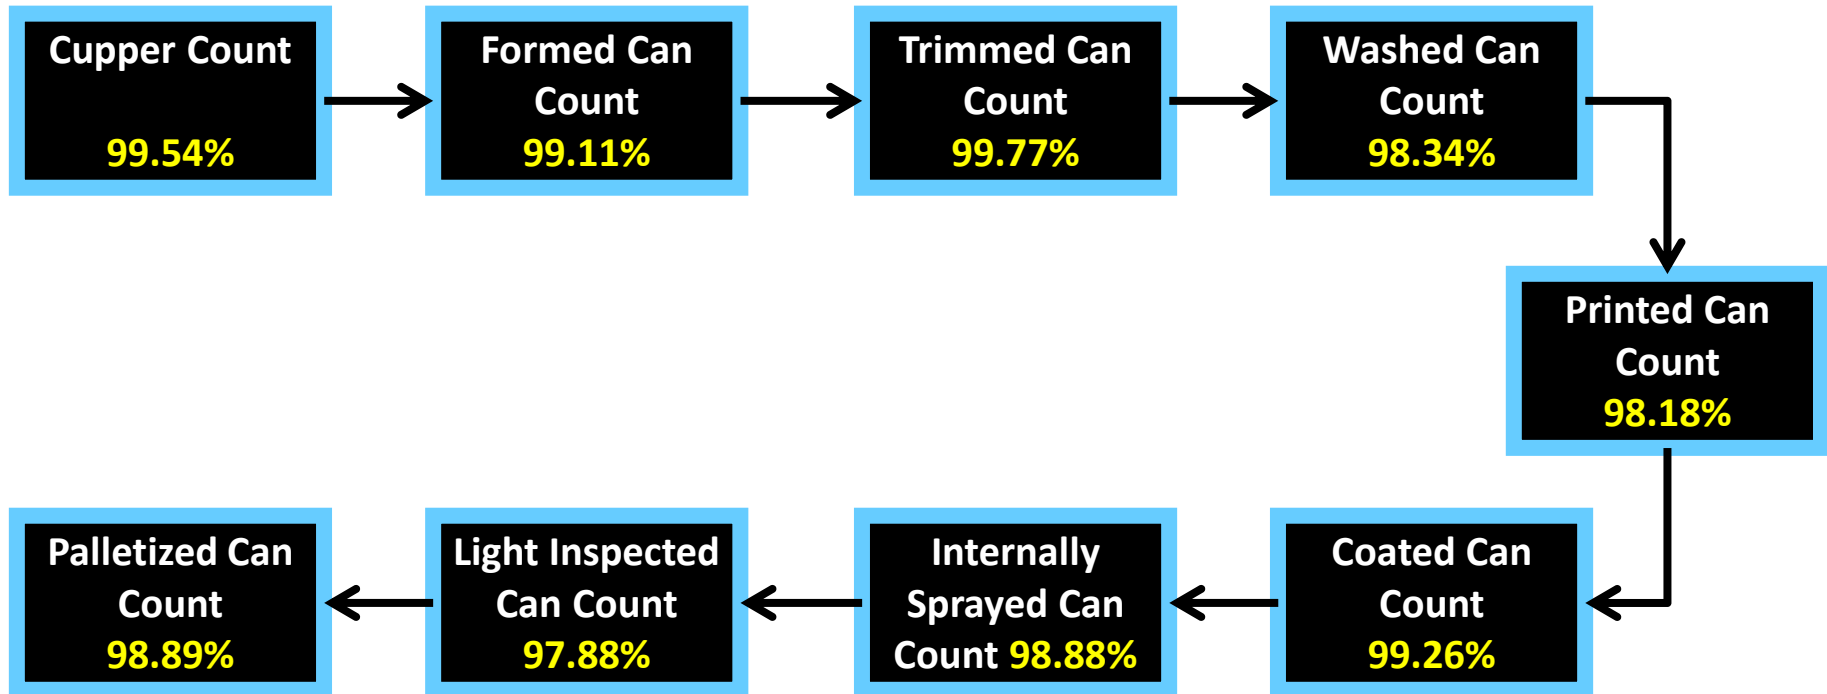 Cupper Count
99.54%
Formed Can
Count
99.11%
Trimmed Can
Count
99.77%
Washed Can
Count
98.34%
Printed Can
Count
98.18%
Coated Can
Count
99.26%
Internally
Sprayed Can
Count 98.88%
Light Inspected
Can Count
97.88%
Palletized Can
Count
98.89%